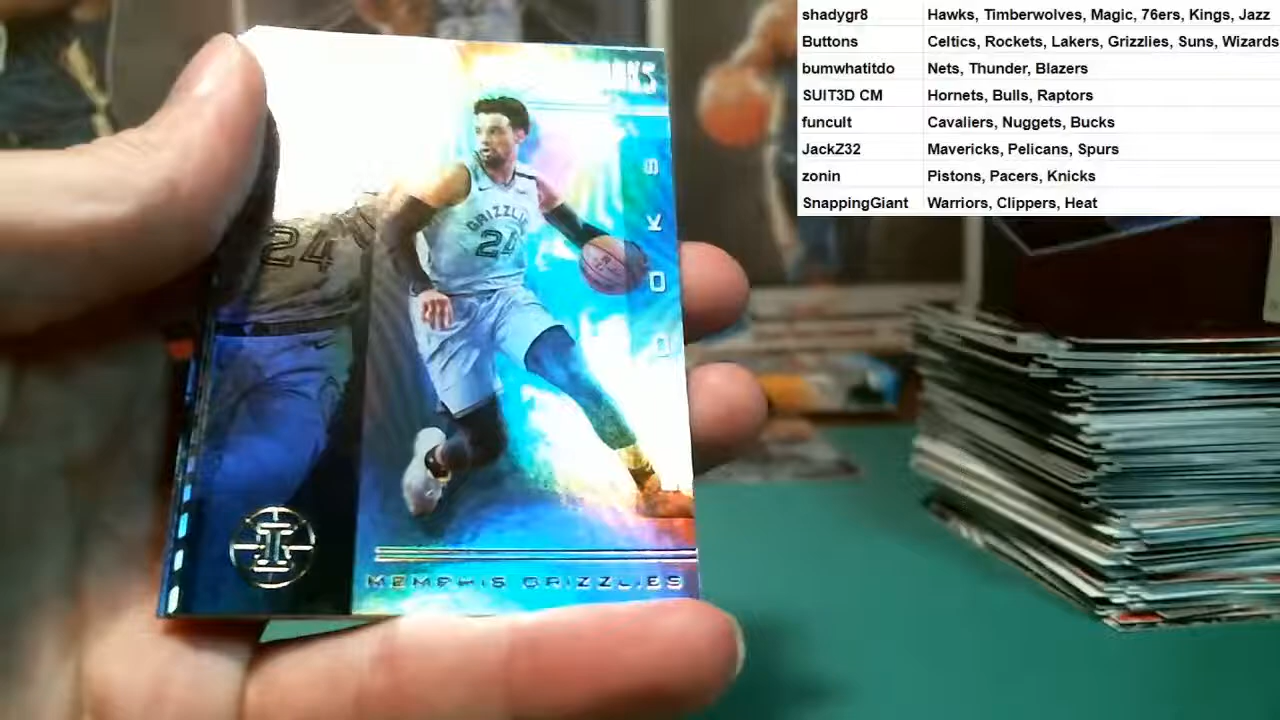 shadygr8 Hawks, Timberwolves, Magic, 76ers, Kings, Jazz
Buttons Celtics, Rockets, Lakers, Grizzlies, Suns, Wizards
bumwhatitdo Nets, Thunder, Blazers
SUIT3D CM Hornets, Bulls, Raptors
funcult Cavaliers, Nuggets, Bucks
JackZ32 Mavericks, Pelicans, Spurs
zonin Pistons, Pacers, Knicks
SnappingGiant Warriors, Clippers, Heat
GRIZZLIES
24
24
MEMPHIS GRIZZLIES